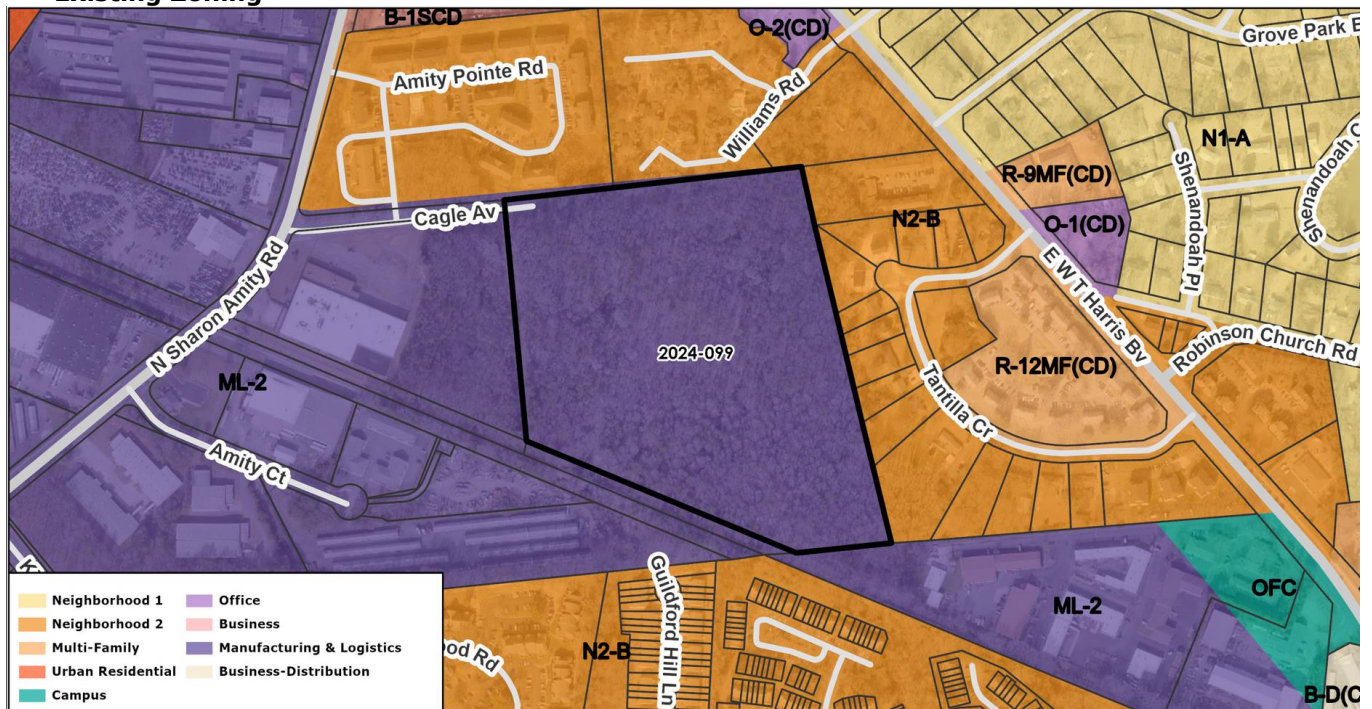 Existing Zoning
B-1SCD
O-2(CD)
Grove Park
Amity Pointe Rd
Williams Rd
N1-A
Shenandoah Pl
Shenandoah
R-9MF(CD)
O-1(CD)
Cagle Av
N2-B
N Sharon Amity Rd
E W T Harris Bv
2024-099
Robinson Church Rd
R-12MF(CD)
Tantilla Cr
ML-2
Amity Ct
Guildford Hill Ln
ML-2
OFC
N2-B
ood Rd
B-D(C
Neighborhood 1
Neighborhood 2
Multi-Family
Urban Residential
Campus
Office
Business
Manufacturing & Logistics
Business-Distribution